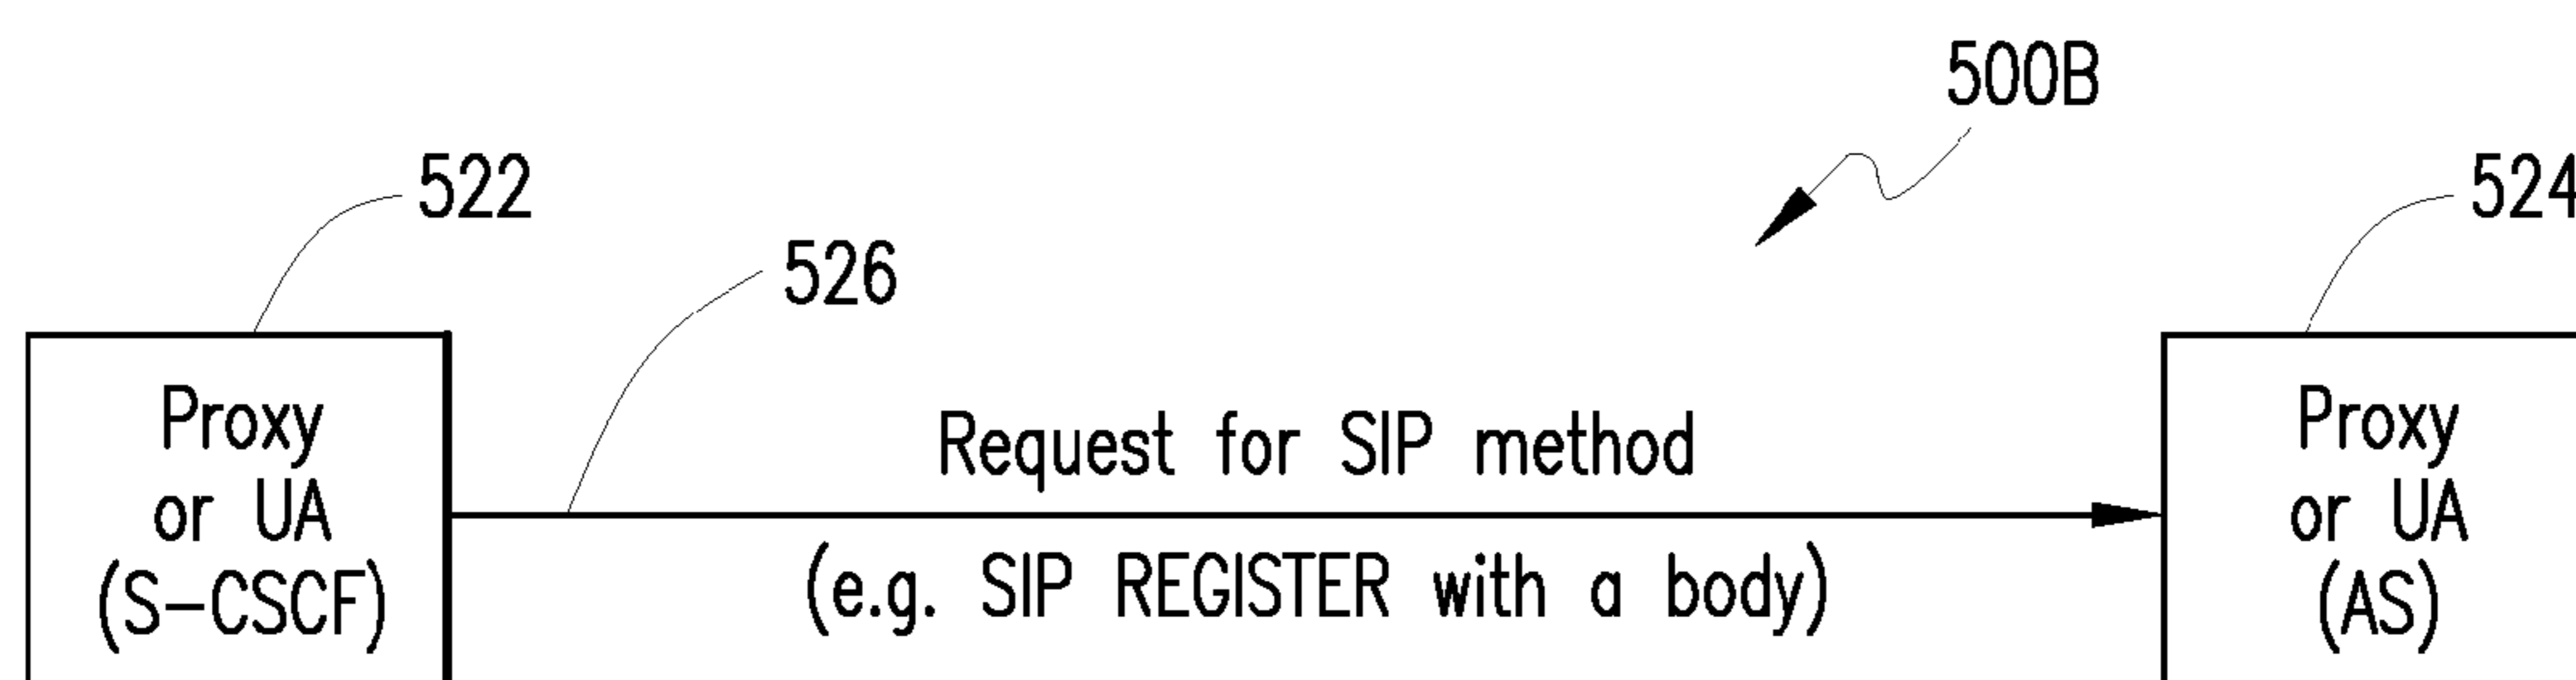 500B
522
524
526
Proxy
or UA
(S-CSCF)
Request for SIP method
(e.g. SIP REGISTER with a body)
Proxy
or UA
(AS)